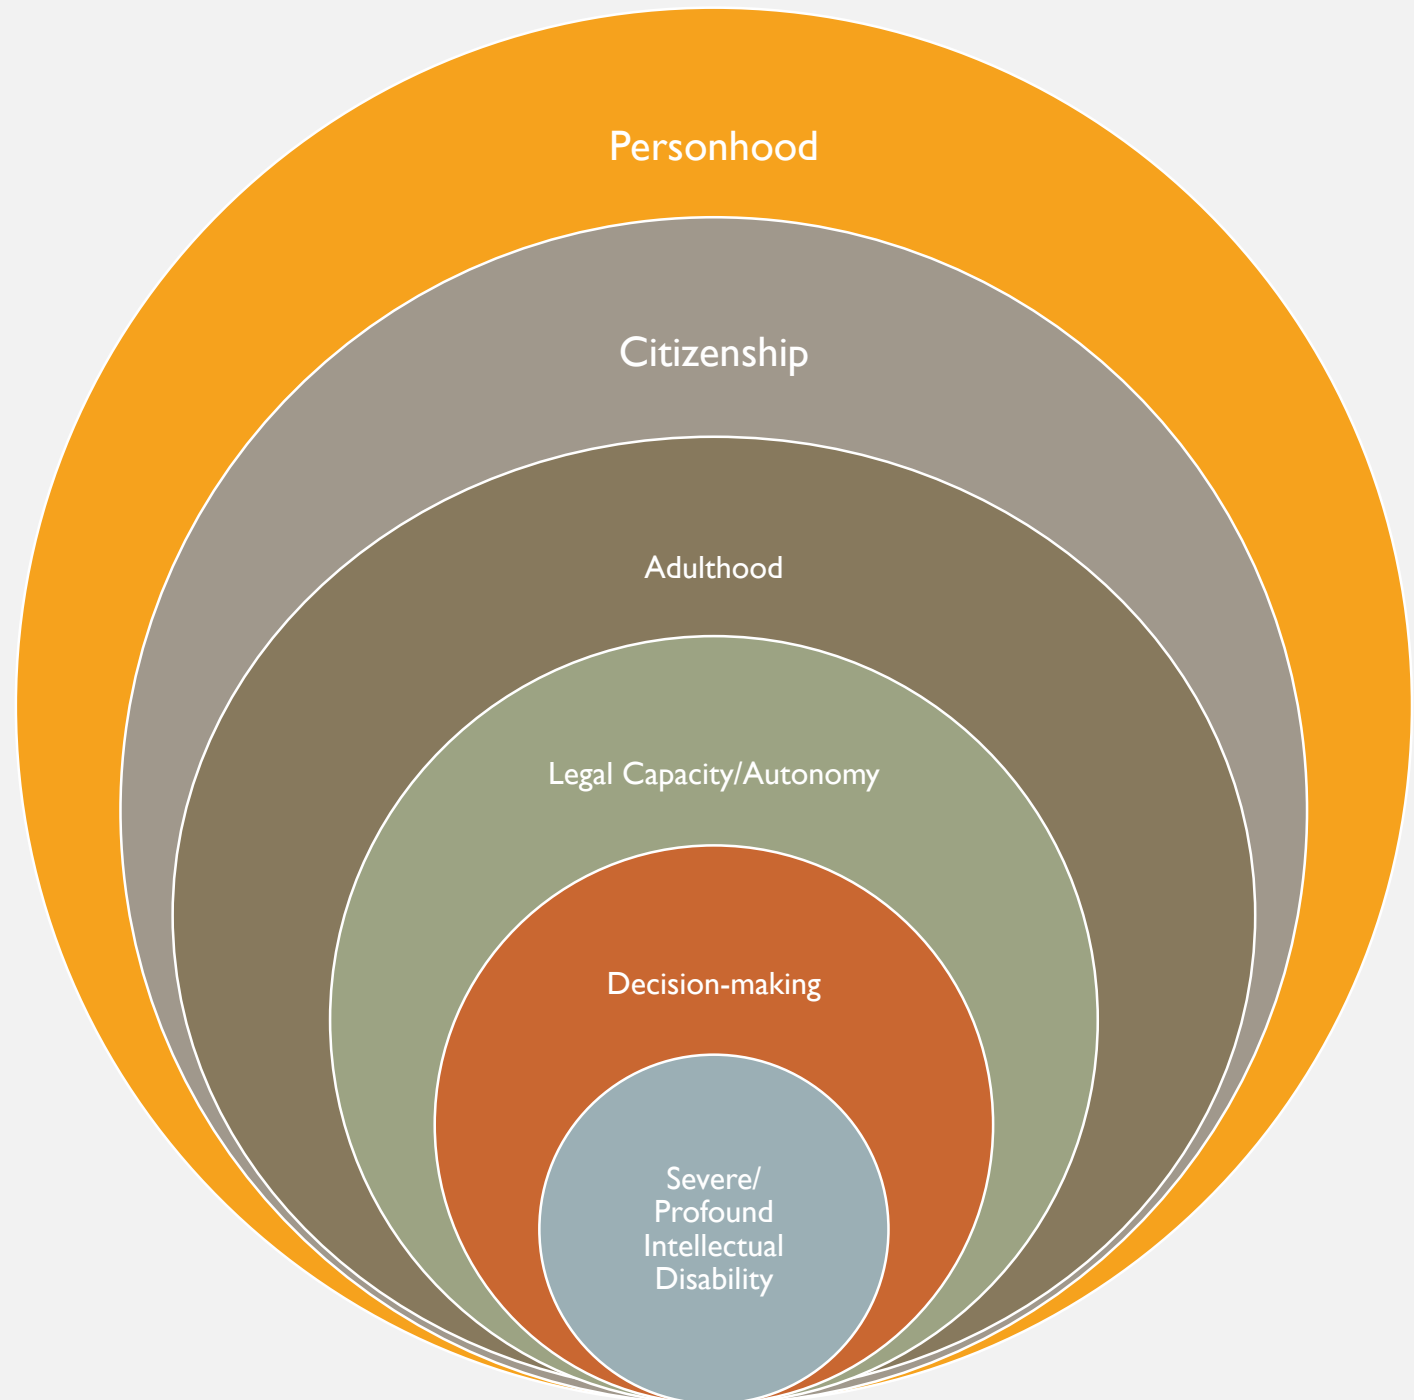 Personhood
Citizenship
Adulthood
Legal Capacity/Autonomy
Decision-making
Severe/
Profound
Intellectual
Disability